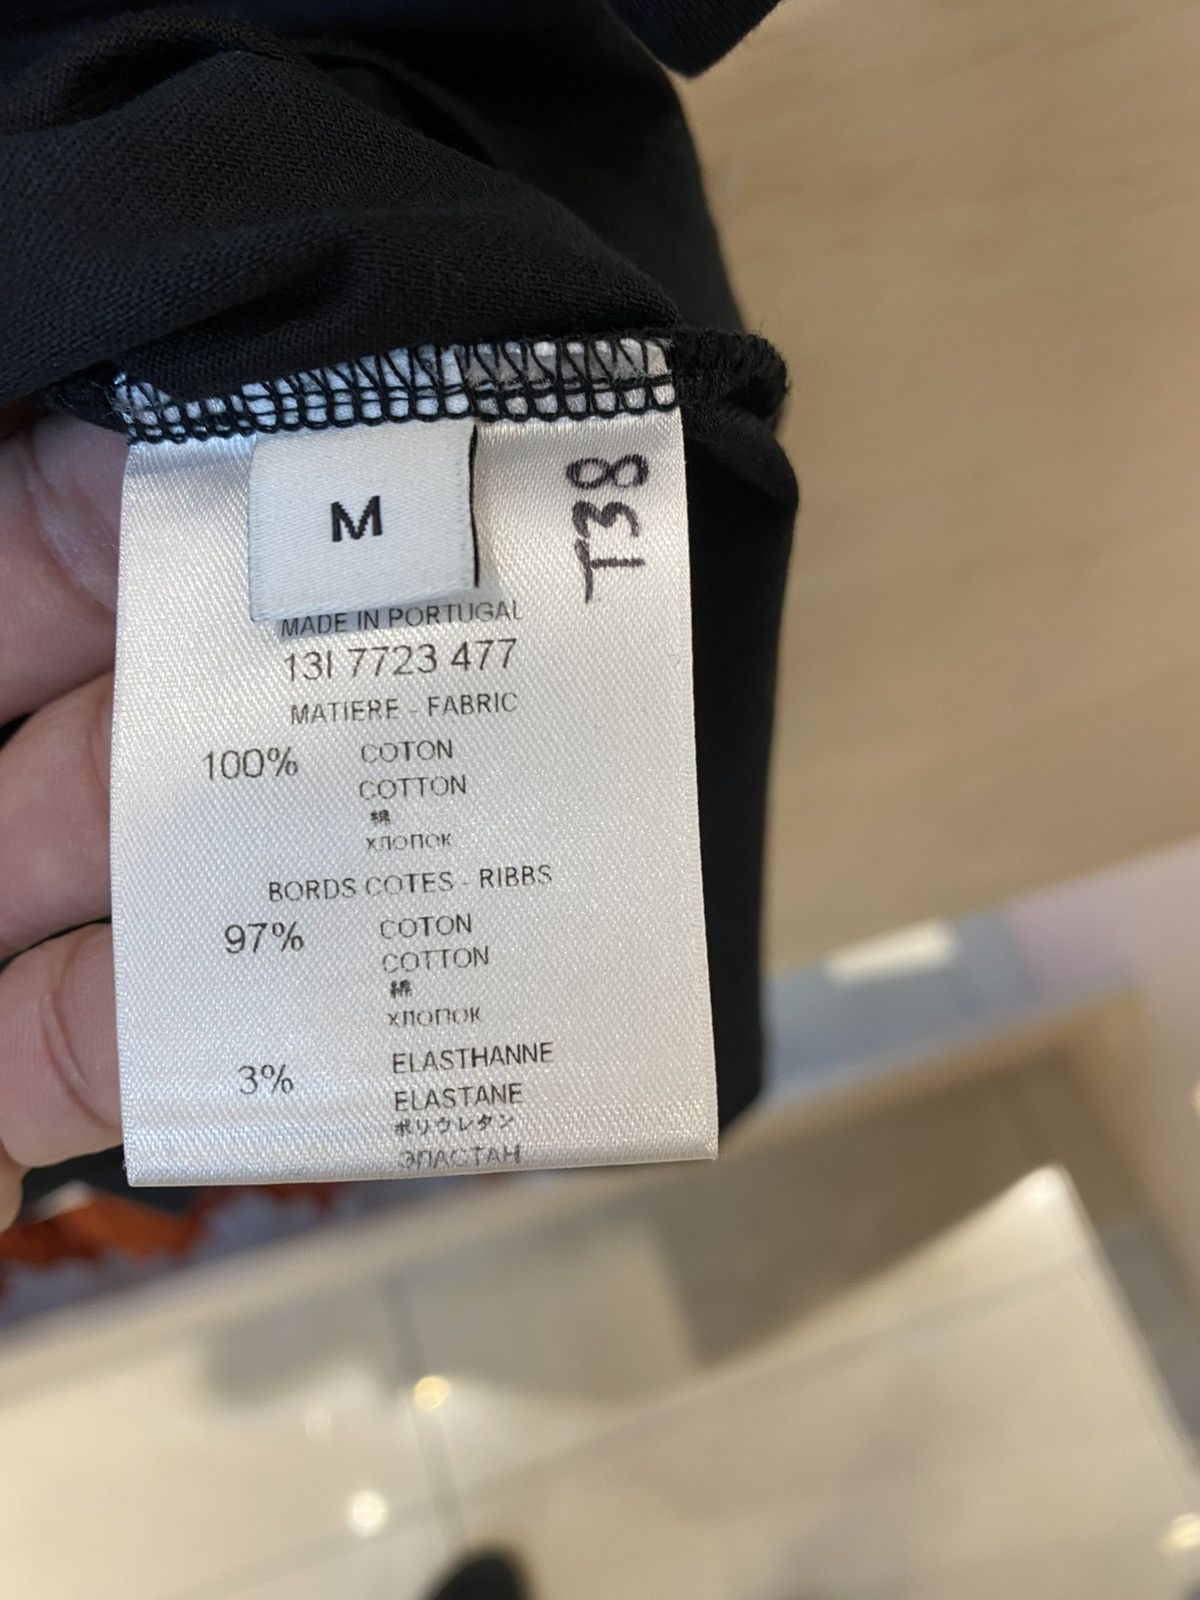 M
T38
MADE IN PORTUGAL
13I 7723 477
MATIERE - FABRIC
100% COTON
COTTON
綿
хлопок
BORDS COTES - RIBBS
97% COTON
COTTON
綿
хлопок
3% ELASTHANNE
ELASTANE
ポリウレタン
ЭЛАСТАН